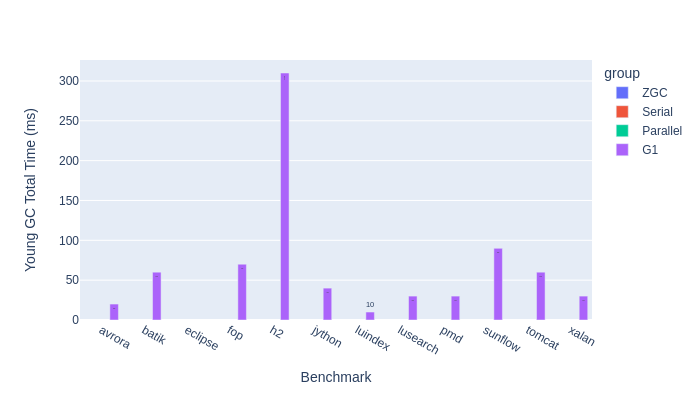 Young GC Total Time (ms)
300
250
200
150
100
50
0
10
avrora
batik
eclipse
fop
h2
jython
luindex
lusearch
pmd
sunflow
tomcat
xalan
Benchmark
group
ZGC
Serial
Parallel
G1